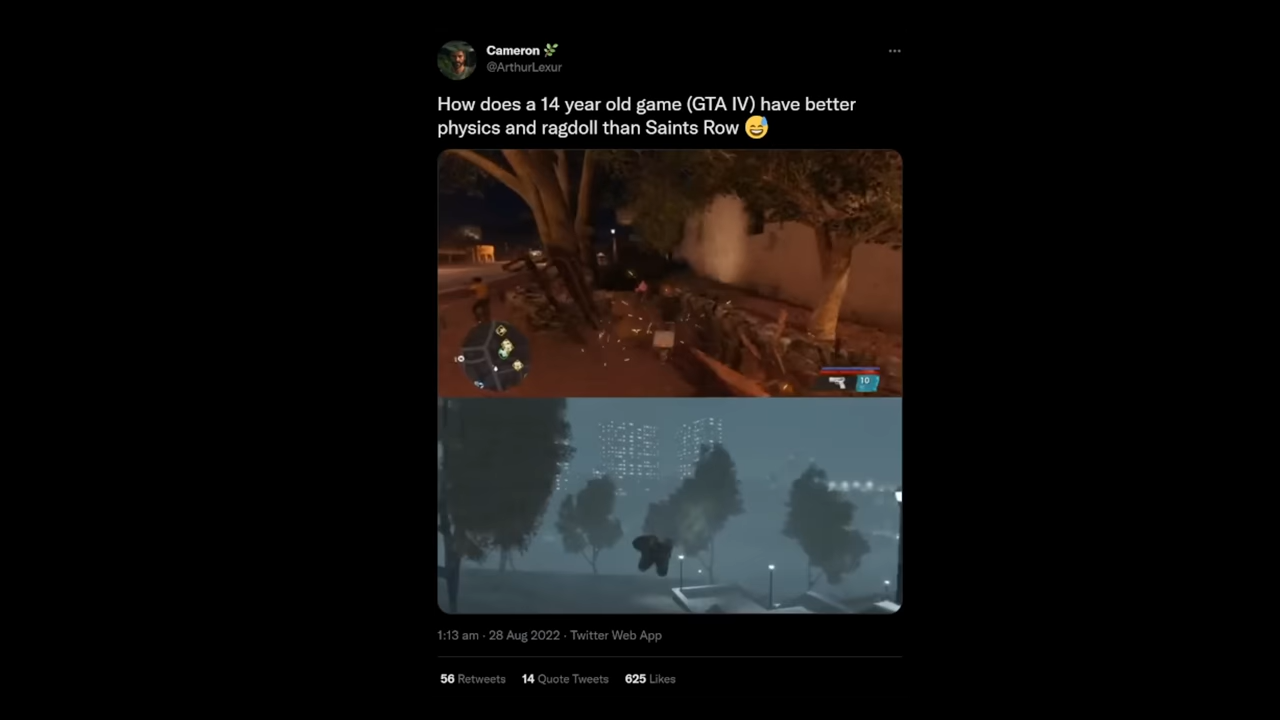 Cameron 🌿
@ArthurLexur
How does a 14 year old game (GTA IV) have better
physics and ragdoll than Saints Row 😅
10
1:13 am · 28 Aug 2022 · Twitter Web App
56 Retweets 14 Quote Tweets 625 Likes